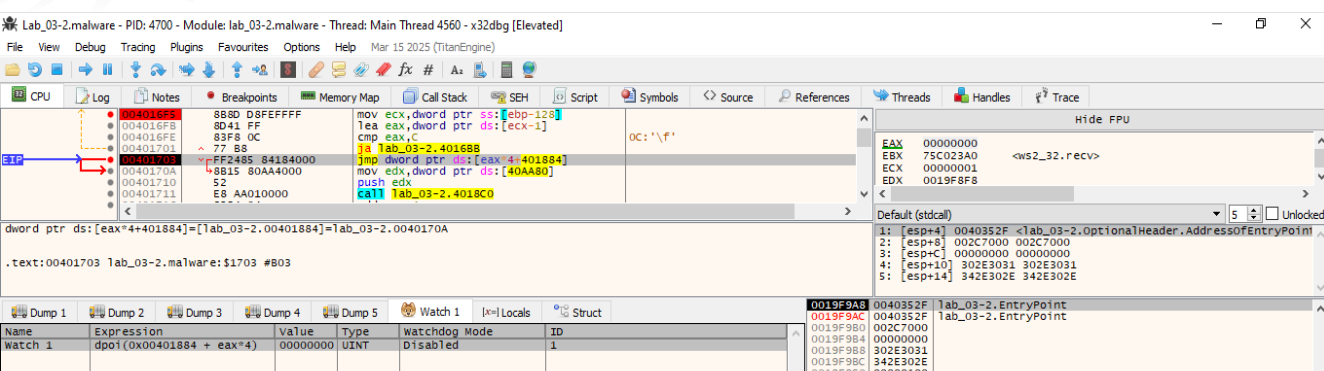 Lab_03-2.malware - PID: 4700 - Module: lab_03-2.malware - Thread: Main Thread 4560 - x32dbg [Elevated]
File View Debug Tracing Plugins Favourites Options Help Mar 15 2025 (TitanEngine)
CPU Log Notes Breakpoints Memory Map Call Stack SEH Script Symbols Source References Threads Handles Trace
004016F5 8B8D D8FEFFFF mov ecx,dword ptr ss:[ebp-128]
004016FB 8D41 FF lea eax,dword ptr ds:[ecx-1]
004016FE 83F8 0C cmp eax,C 0C:'\f'
00401701 77 B8 ja lab_03-2.4016BB
EIP 00401703 FF2485 84184000 jmp dword ptr ds:[eax*4+401884]
0040170A 8B15 80AA4000 mov edx,dword ptr ds:[40AA80]
00401710 52 push edx
00401711 E8 AA010000 call lab_03-2.4018C0
Hide FPU
EAX 00000000
EBX 75C023A0 <ws2_32.recv>
ECX 00000001
EDX 0019F8F8
Default (stdcall) 5 Unlocked
1: [esp+4] 0040352F <lab_03-2.OptionalHeader.AddressOfEntryPoint
2: [esp+8] 002C7000 002C7000
3: [esp+C] 00000000 00000000
4: [esp+10] 302E3031 302E3031
5: [esp+14] 342E302E 342E302E
dword ptr ds:[eax*4+401884]=[lab_03-2.00401884]=lab_03-2.0040170A
.text:00401703 lab_03-2.malware:$1703 #B03
Dump 1 Dump 2 Dump 3 Dump 4 Dump 5 Watch 1 [x=] Locals Struct
Name Expression Value Type Watchdog Mode ID
Watch 1 dpoi(0x00401884 + eax*4) 00000000 UINT Disabled 1
0019F9A8 0040352F lab_03-2.EntryPoint
0019F9AC 0040352F lab_03-2.EntryPoint
0019F9B0 002C7000
0019F9B4 00000000
0019F9B8 302E3031
0019F9BC 342E302E